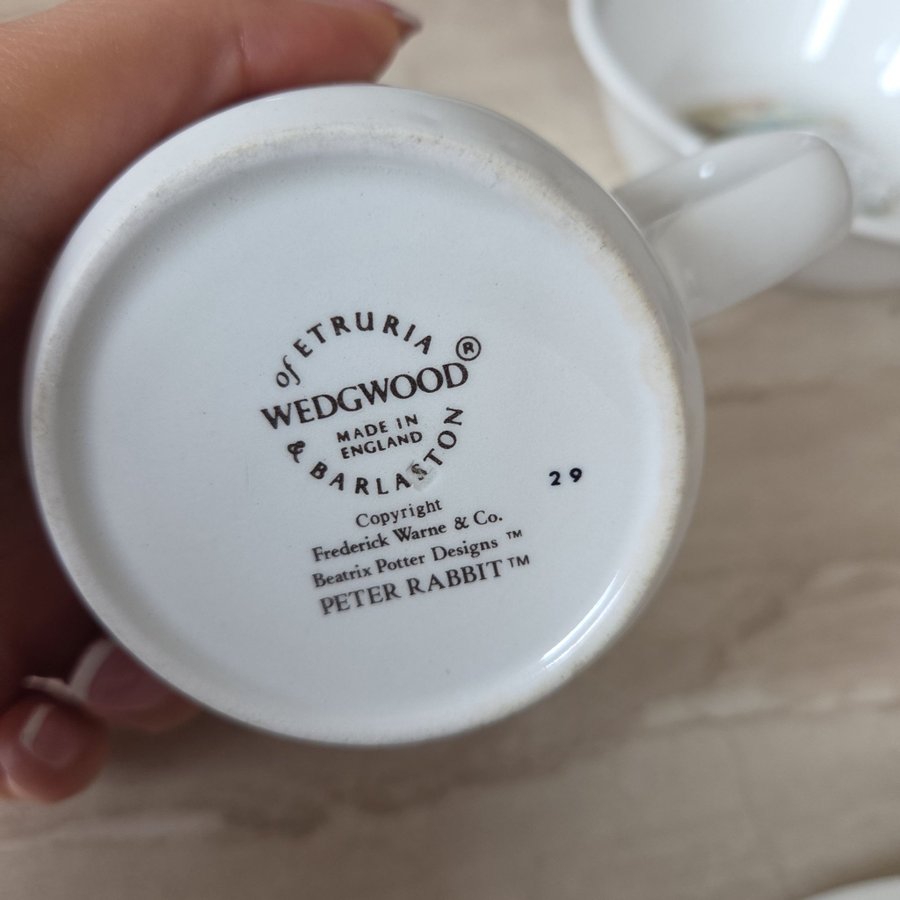 of ETRURIA
WEDGWOOD®
MADE IN
ENGLAND
& BARLASTON
29
Copyright
Frederick Warne & Co.
Beatrix Potter Designs ™
PETER RABBIT™